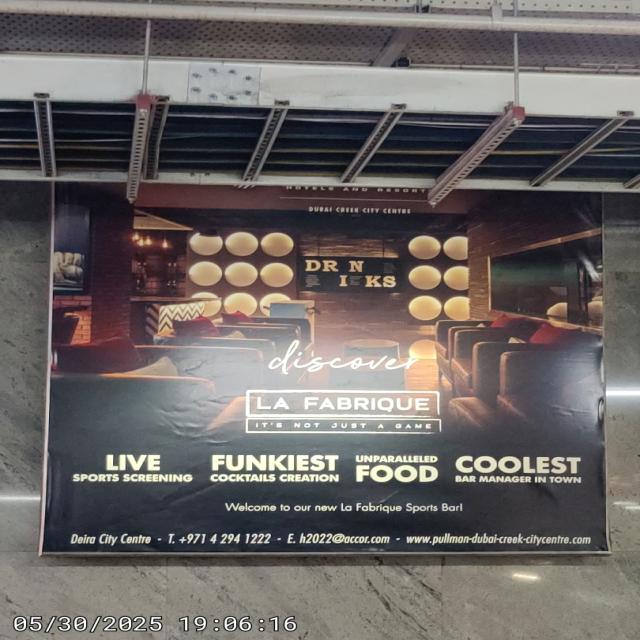 HOTELS AND RESORT
DUBAI CREEK CITY CENTRE
DR N
I KS
discover
LA FABRIQUE
IT'S NOT JUST A GAME
LIVE
SPORTS SCREENING
FUNKIEST
COCKTAILS CREATION
UNPARALLELED
FOOD
COOLEST
BAR MANAGER IN TOWN
Welcome to our new La Fabrique Sports Bar!
Deira City Centre - T. +971 4 294 1222 - E. h2022@accor.com - www.pullman-dubai-creek-citycentre.com
05/30/2025 19:06:16